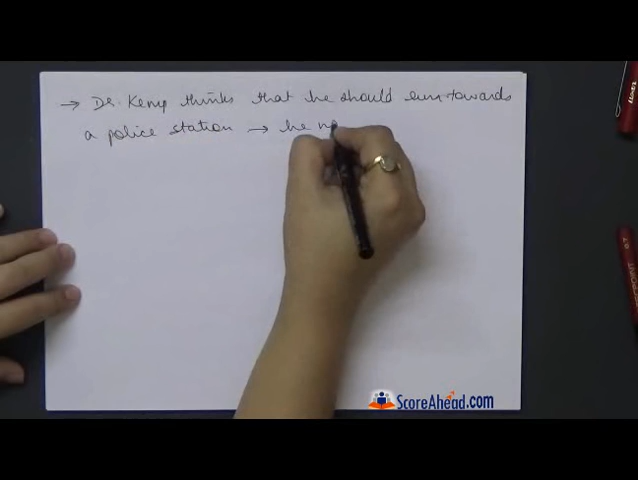 → Dr. Kemp thinks that he should run towards
a police station → he
ScoreAhead.com